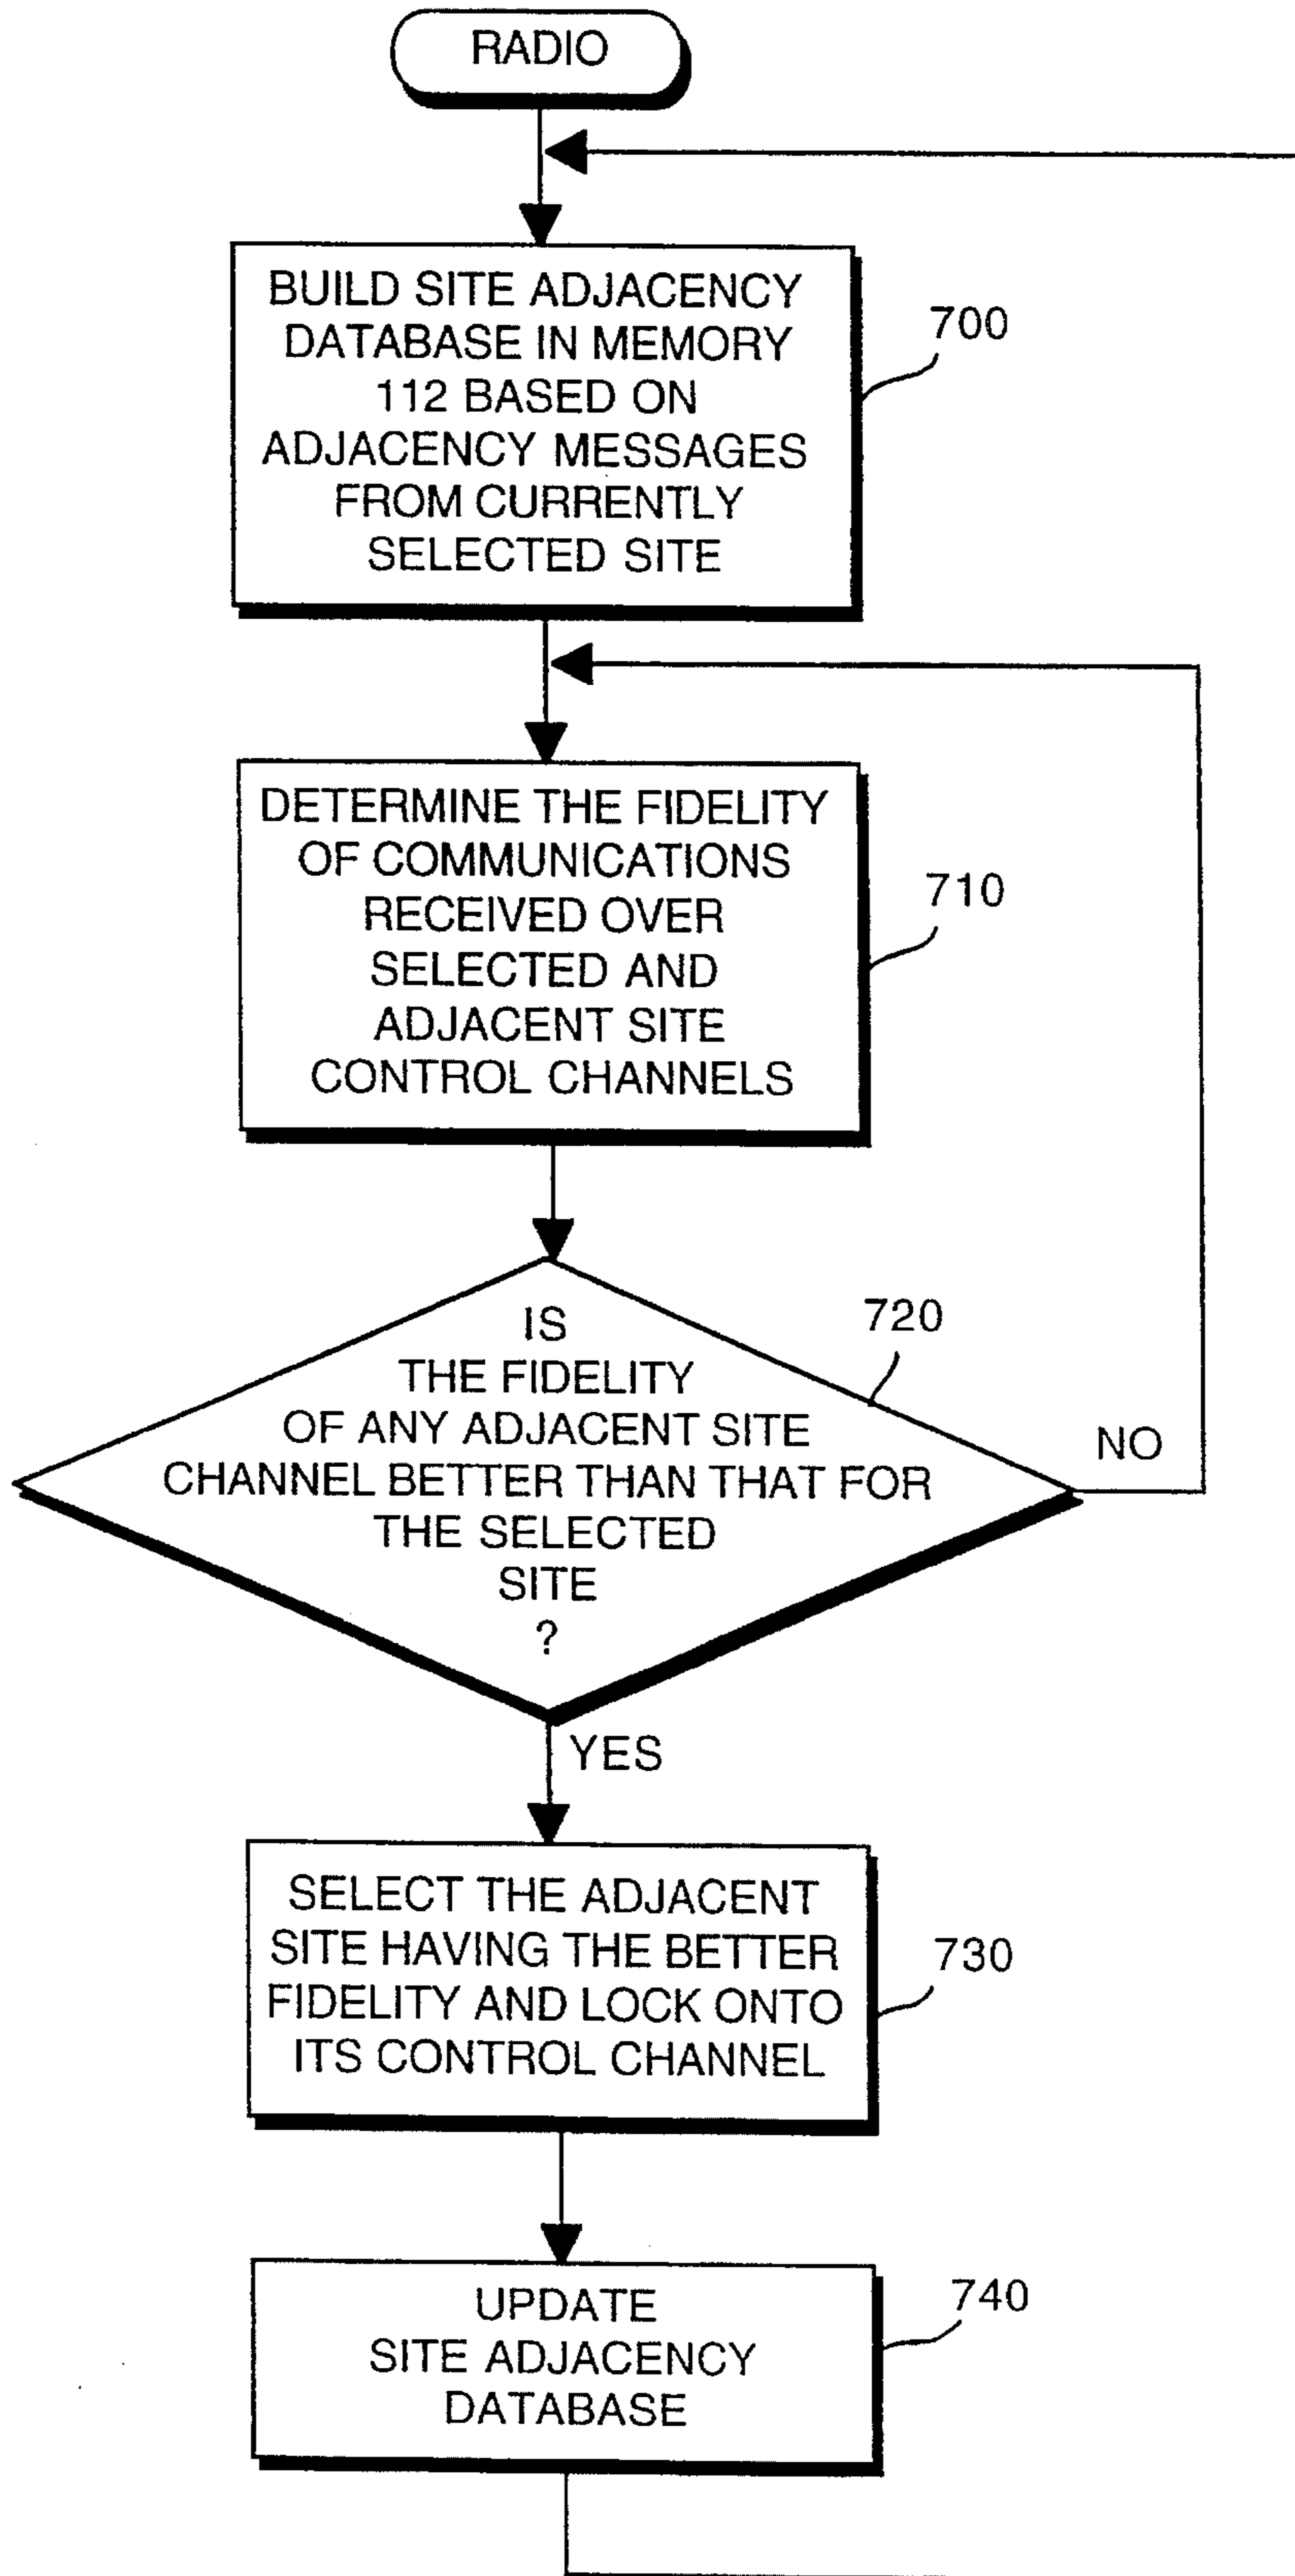 RADIO
BUILD SITE ADJACENCY
DATABASE IN MEMORY
112 BASED ON
ADJACENCY MESSAGES
FROM CURRENTLY
SELECTED SITE
700
DETERMINE THE FIDELITY
OF COMMUNICATIONS
RECEIVED OVER
SELECTED AND
ADJACENT SITE
CONTROL CHANNELS
710
IS
THE FIDELITY
OF ANY ADJACENT SITE
CHANNEL BETTER THAN THAT FOR
THE SELECTED
SITE
?
720
NO
YES
SELECT THE ADJACENT
SITE HAVING THE BETTER
FIDELITY AND LOCK ONTO
ITS CONTROL CHANNEL
730
UPDATE
SITE ADJACENCY
DATABASE
740